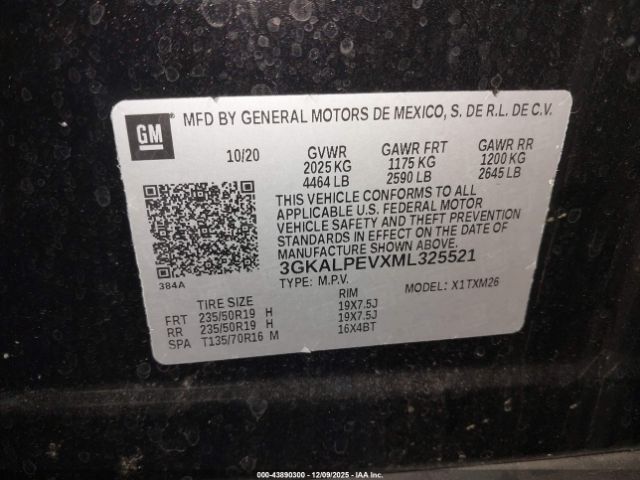 GM
MFD BY GENERAL MOTORS DE MEXICO, S. DE R.L. DE C.V.
10/20 GVWR GAWR FRT GAWR RR
2025 KG 1175 KG 1200 KG
4464 LB 2590 LB 2645 LB
THIS VEHICLE CONFORMS TO ALL
APPLICABLE U.S. FEDERAL MOTOR
VEHICLE SAFETY AND THEFT PREVENTION
STANDARDS IN EFFECT ON THE DATE OF
MANUFACTURE SHOWN ABOVE.
3GKALPEVXML325521
384A
TYPE: M.P.V. MODEL: X1TXM26
TIRE SIZE RIM
FRT 235/50R19 H 19X7.5J
RR 235/50R19 H 19X7.5J
SPA T135/70R16 M 16X4BT
000-43890300 - 12/09/2025 - IAA Inc.